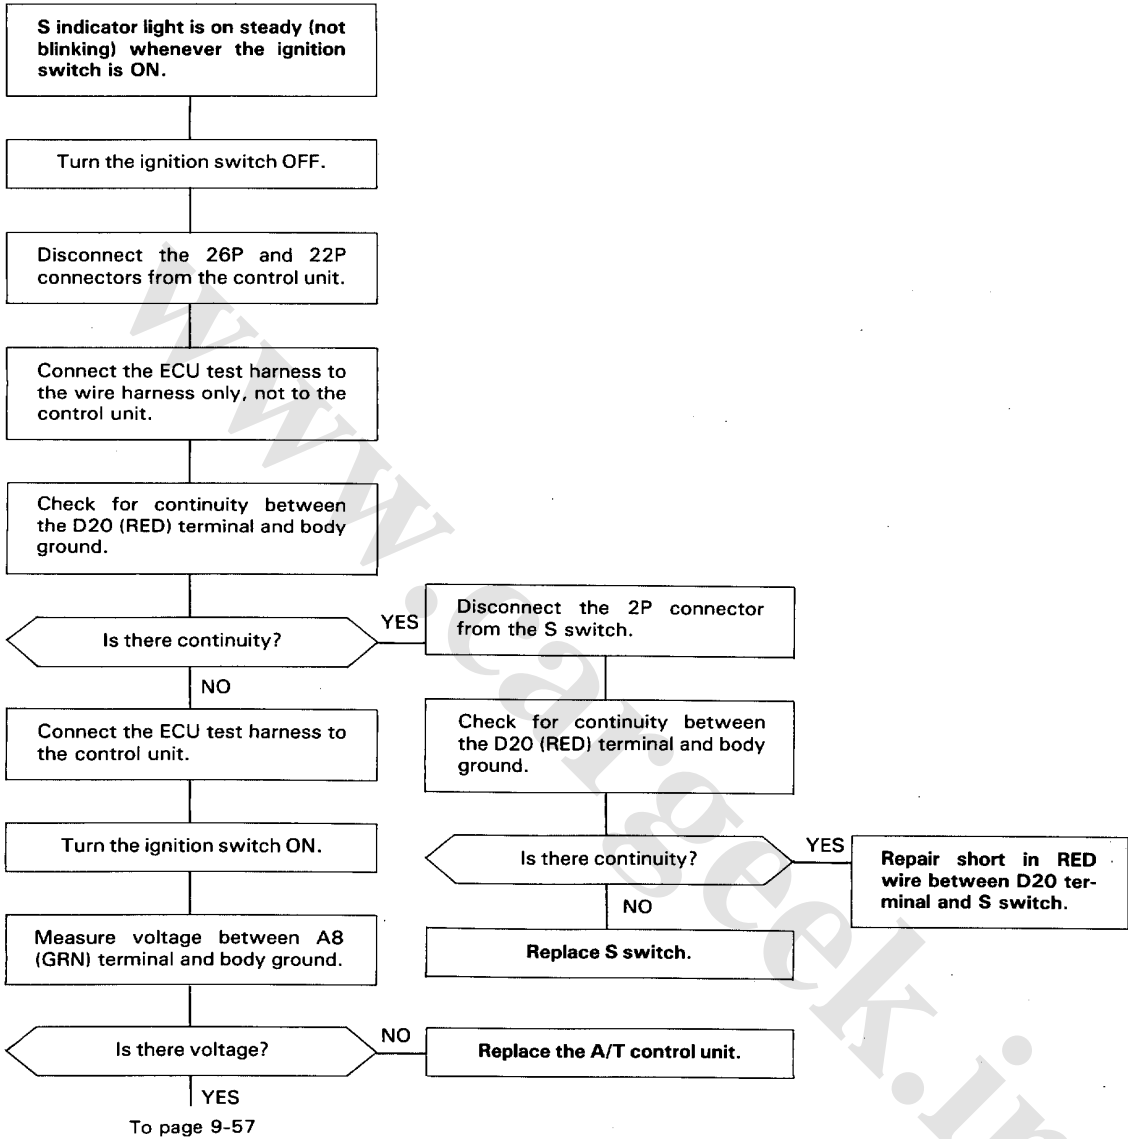 S indicator light is on steady (not
blinking) whenever the ignition
switch is ON.
Turn the ignition switch OFF.
Disconnect the 26P and 22P
connectors from the control unit.
Connect the ECU test harness to
the wire harness only, not to the
control unit.
Check for continuity between
the D20 (RED) terminal and body
ground.
Is there continuity?
YES
Disconnect the 2P connector
from the S switch.
NO
Connect the ECU test harness to
the control unit.
Check for continuity between
the D20 (RED) terminal and body
ground.
Turn the ignition switch ON.
Is there continuity?
YES
Repair short in RED
wire between D20 ter-
minal and S switch.
NO
Measure voltage between A8
(GRN) terminal and body ground.
Replace S switch.
Is there voltage?
NO
Replace the A/T control unit.
YES
To page 9-57